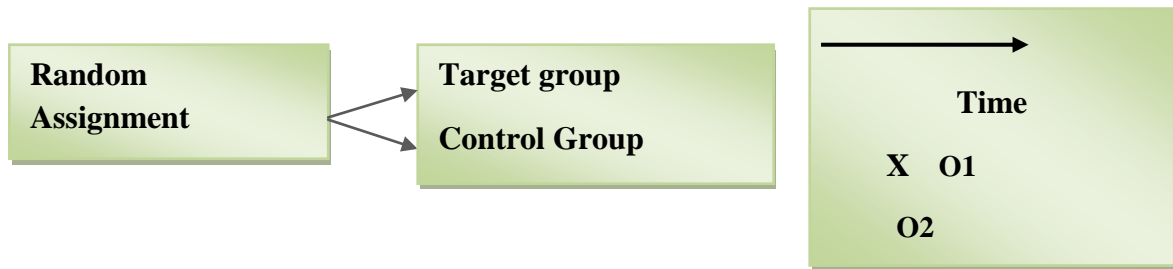 Random
Assignment
Target group
Control Group
Time
X O1
O2